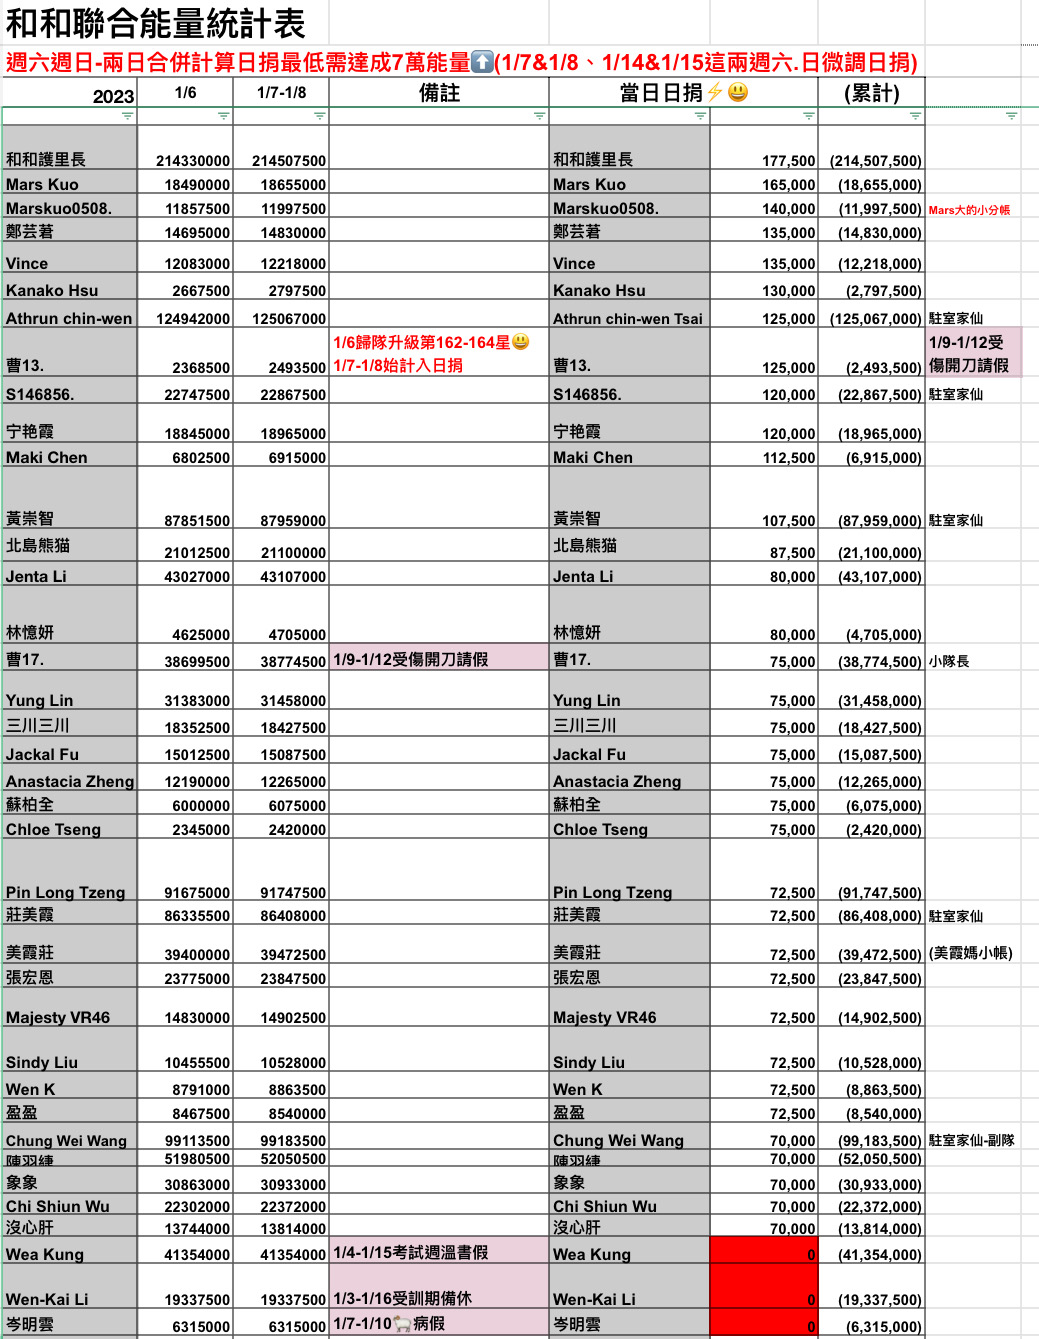 和和聯合能量統計表
週六週日-兩日合併計算日捐最低需達成7萬能量⬆️(1/7&1/8、1/14&1/15這兩週六.日微調日捐)
2023 1/6 1/7-1/8 備註 當日日捐⚡😃 (累計)
和和護里長 214330000 214507500 和和護里長 177,500 (214,507,500)
Mars Kuo 18490000 18655000 Mars Kuo 165,000 (18,655,000)
Marskuo0508. 11857500 11997500 Marskuo0508. 140,000 (11,997,500) Mars大的小分帳
鄭芸莙 14695000 14830000 鄭芸莙 135,000 (14,830,000)
Vince 12083000 12218000 Vince 135,000 (12,218,000)
Kanako Hsu 2667500 2797500 Kanako Hsu 130,000 (2,797,500)
Athrun chin-wen 124942000 125067000 Athrun chin-wen Tsai 125,000 (125,067,000) 駐室家仙
1/6歸隊升級第162-164星😃 1/9-1/12受
曹13. 2368500 2493500 1/7-1/8始計入日捐 曹13. 125,000 (2,493,500) 傷開刀請假
S146856. 22747500 22867500 S146856. 120,000 (22,867,500) 駐室家仙
宁艳霞 18845000 18965000 宁艳霞 120,000 (18,965,000)
Maki Chen 6802500 6915000 Maki Chen 112,500 (6,915,000)
黃崇智 87851500 87959000 黃崇智 107,500 (87,959,000) 駐室家仙
北島熊猫 21012500 21100000 北島熊猫 87,500 (21,100,000)
Jenta Li 43027000 43107000 Jenta Li 80,000 (43,107,000)
林憶妍 4625000 4705000 林憶妍 80,000 (4,705,000)
曹17. 38699500 38774500 1/9-1/12受傷開刀請假 曹17. 75,000 (38,774,500) 小隊長
Yung Lin 31383000 31458000 Yung Lin 75,000 (31,458,000)
三川三川 18352500 18427500 三川三川 75,000 (18,427,500)
Jackal Fu 15012500 15087500 Jackal Fu 75,000 (15,087,500)
Anastacia Zheng 12190000 12265000 Anastacia Zheng 75,000 (12,265,000)
蘇柏全 6000000 6075000 蘇柏全 75,000 (6,075,000)
Chloe Tseng 2345000 2420000 Chloe Tseng 75,000 (2,420,000)
Pin Long Tzeng 91675000 91747500 Pin Long Tzeng 72,500 (91,747,500)
莊美霞 86335500 86408000 莊美霞 72,500 (86,408,000) 駐室家仙
美霞莊 39400000 39472500 美霞莊 72,500 (39,472,500) (美霞媽小帳)
張宏恩 23775000 23847500 張宏恩 72,500 (23,847,500)
Majesty VR46 14830000 14902500 Majesty VR46 72,500 (14,902,500)
Sindy Liu 10455500 10528000 Sindy Liu 72,500 (10,528,000)
Wen K 8791000 8863500 Wen K 72,500 (8,863,500)
盈盈 8467500 8540000 盈盈 72,500 (8,540,000)
Chung Wei Wang 99113500 99183500 Chung Wei Wang 70,000 (99,183,500) 駐室家仙-副隊
陳羽緁 51980500 52050500 陳羽緁 70,000 (52,050,500)
象象 30863000 30933000 象象 70,000 (30,933,000)
Chi Shiun Wu 22302000 22372000 Chi Shiun Wu 70,000 (22,372,000)
沒心肝 13744000 13814000 沒心肝 70,000 (13,814,000)
Wea Kung 41354000 41354000 1/4-1/15考試週溫書假 Wea Kung 0 (41,354,000)
Wen-Kai Li 19337500 19337500 1/3-1/16受訓期備休 Wen-Kai Li 0 (19,337,500)
岑明雲 6315000 6315000 1/7-1/10🐑病假 岑明雲 0 (6,315,000)